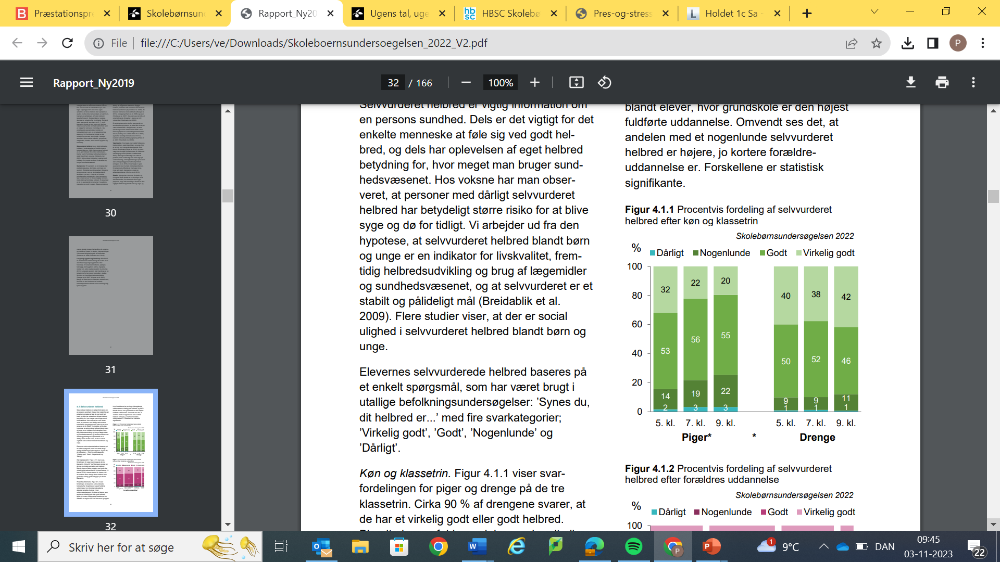 Præstationspre
Skolebørnsun
Rapport_Ny20
Ugens tal, uge
hb
sc
HBSC Skolebø
Pres-og-stress
Holdet 1c Sa -
File
file:///C:/Users/ve/Downloads/Skoleboernsundersoegelsen_2022_V2.pdf
P
Rapport_Ny2019
32 / 166
100%
30
31
32
Selvvurderet helbred er vigtig information om
en persons sundhed. Dels er det vigtigt for det
enkelte menneske at føle sig ved godt hel-
bred, og dels har oplevelsen af eget helbred
betydning for, hvor meget man bruger sund-
hedsvæsenet. Hos voksne har man obser-
veret, at personer med dårligt selvvurderet
helbred har betydeligt større risiko for at blive
syge og dø for tidligt. Vi arbejder ud fra den
hypotese, at selvvurderet helbred blandt børn
og unge er en indikator for livskvalitet, frem-
tidig helbredsudvikling og brug af lægemidler
og sundhedsvæsenet, og at selvvurderet er et
stabilt og pålideligt mål (Breidablik et al.
2009). Flere studier viser, at der er social
ulighed i selvvurderet helbred blandt børn og
unge.
Elevernes selvvurderede helbred baseres på
et enkelt spørgsmål, som har været brugt i
utallige befolkningsundersøgelser: ’Synes du,
dit helbred er...’ med fire svarkategorier;
’Virkelig godt’, ’Godt’, ’Nogenlunde’ og
’Dårligt’.
Køn og klassetrin. Figur 4.1.1 viser svar-
fordelingen for piger og drenge på de tre
klassetrin. Cirka 90 % af drengene svarer, at
de har et virkelig godt eller godt helbred.
blandt elever, hvor grundskole er den højest
fuldførte uddannelse. Omvendt ses det, at
andelen med et nogenlunde selvvurderet
helbred er højere, jo kortere forældre-
uddannelse er. Forskellene er statistisk
signifikante.
Figur 4.1.1 Procentvis fordeling af selvvurderet
helbred efter køn og klassetrin
Skolebørnsundersøgelsen 2022
%
Dårligt Nogenlunde Godt Virkelig godt
100
80
60
40
20
0
32 22 20 40 38 42
53 56 55 50 52 46
14 19 22 9 9 11
2 3 3 1 1 1
5. kl. 7. kl. 9. kl. 5. kl. 7. kl. 9. kl.
Piger* * Drenge
Figur 4.1.2 Procentvis fordeling af selvvurderet
helbred efter forældres uddannelse
Skolebørnsundersøgelsen 2022
%
Dårligt Nogenlunde Godt Virkelig godt
100
Skriv her for at søge
1
9°C
DAN
09:45
03-11-2023
22